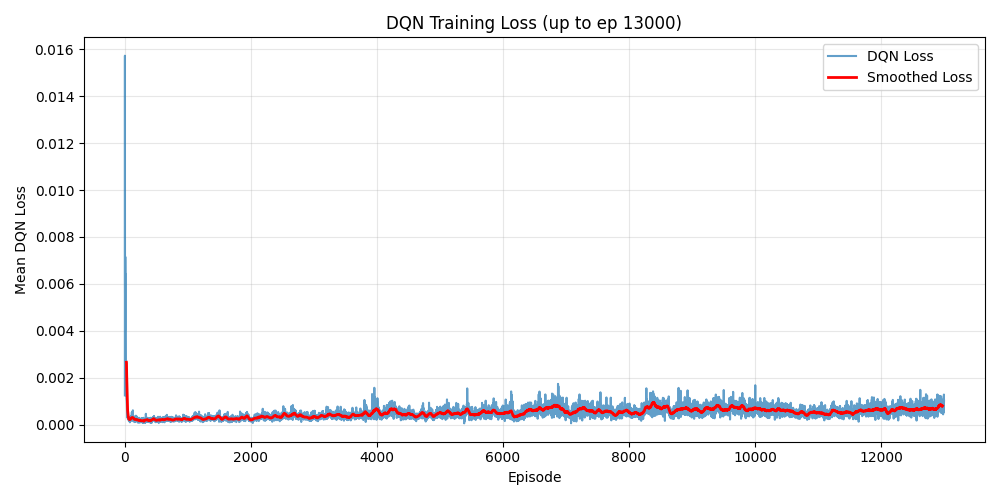 DQN Training Loss (up to ep 13000)
DQN Loss
Smoothed Loss
Mean DQN Loss
0.016
0.014
0.012
0.010
0.008
0.006
0.004
0.002
0.000
0 2000 4000 6000 8000 10000 12000
Episode